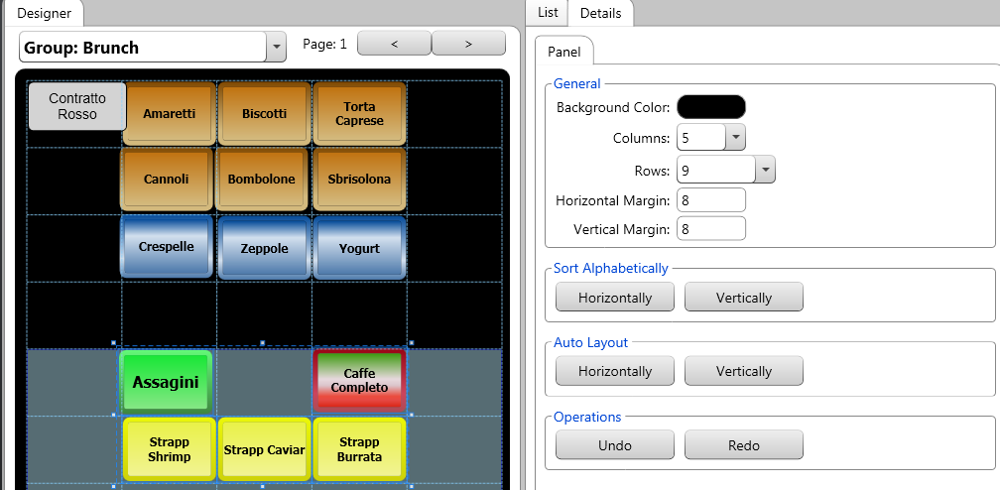 Designer
Group: Brunch
Page: 1
<
>
Contratto
Rosso
Amaretti
Biscotti
Torta
Caprese
Cannoli
Bombolone
Sbrisolona
Crespelle
Zeppole
Yogurt
Assagini
Caffe
Completo
Strapp
Shrimp
Strapp Caviar
Strapp
Burrata
List
Details
Panel
General
Background Color:
Columns:
5
Rows:
9
Horizontal Margin:
8
Vertical Margin:
8
Sort Alphabetically
Horizontally
Vertically
Auto Layout
Horizontally
Vertically
Operations
Undo
Redo